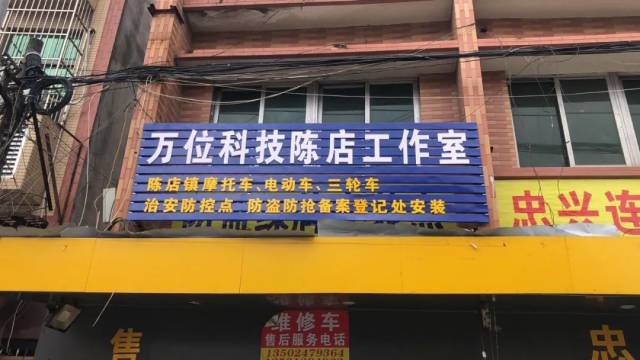 万位科技陈店工作室
陈店镇摩托车、电动车、三轮车
治安防控点 防盗防抢备案登记处安装
忠兴连
维修车
售后服务电话
13502479364
售
忠